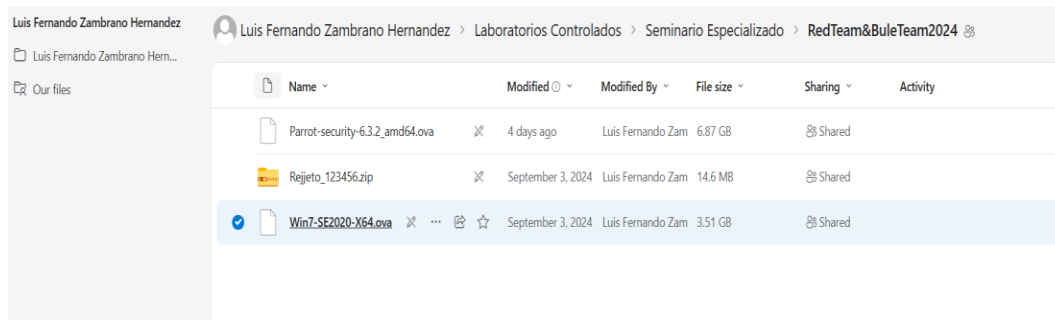 Luis Fernando Zambrano Hernandez
Luis Fernando Zambrano Hern...
Our files
Luis Fernando Zambrano Hernandez > Laboratorios Controlados > Seminario Especializado > RedTeam&BuleTeam2024
Name Modified Modified By File size Sharing Activity
Parrot-security-6.3.2_amd64.ova 4 days ago Luis Fernando Zam 6.87 GB Shared
Rejjeto_123456.zip September 3, 2024 Luis Fernando Zam 14.6 MB Shared
Win7-SE2020-X64.ova ... September 3, 2024 Luis Fernando Zam 3.51 GB Shared